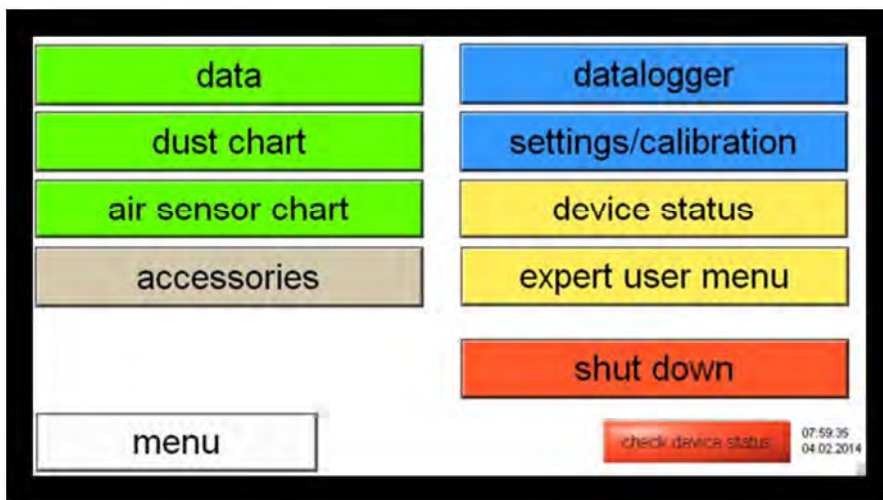 data
datalogger
dust chart
settings/calibration
air sensor chart
device status
accessories
expert user menu
shut down
menu
check device status
07:59:35
04.02.2014